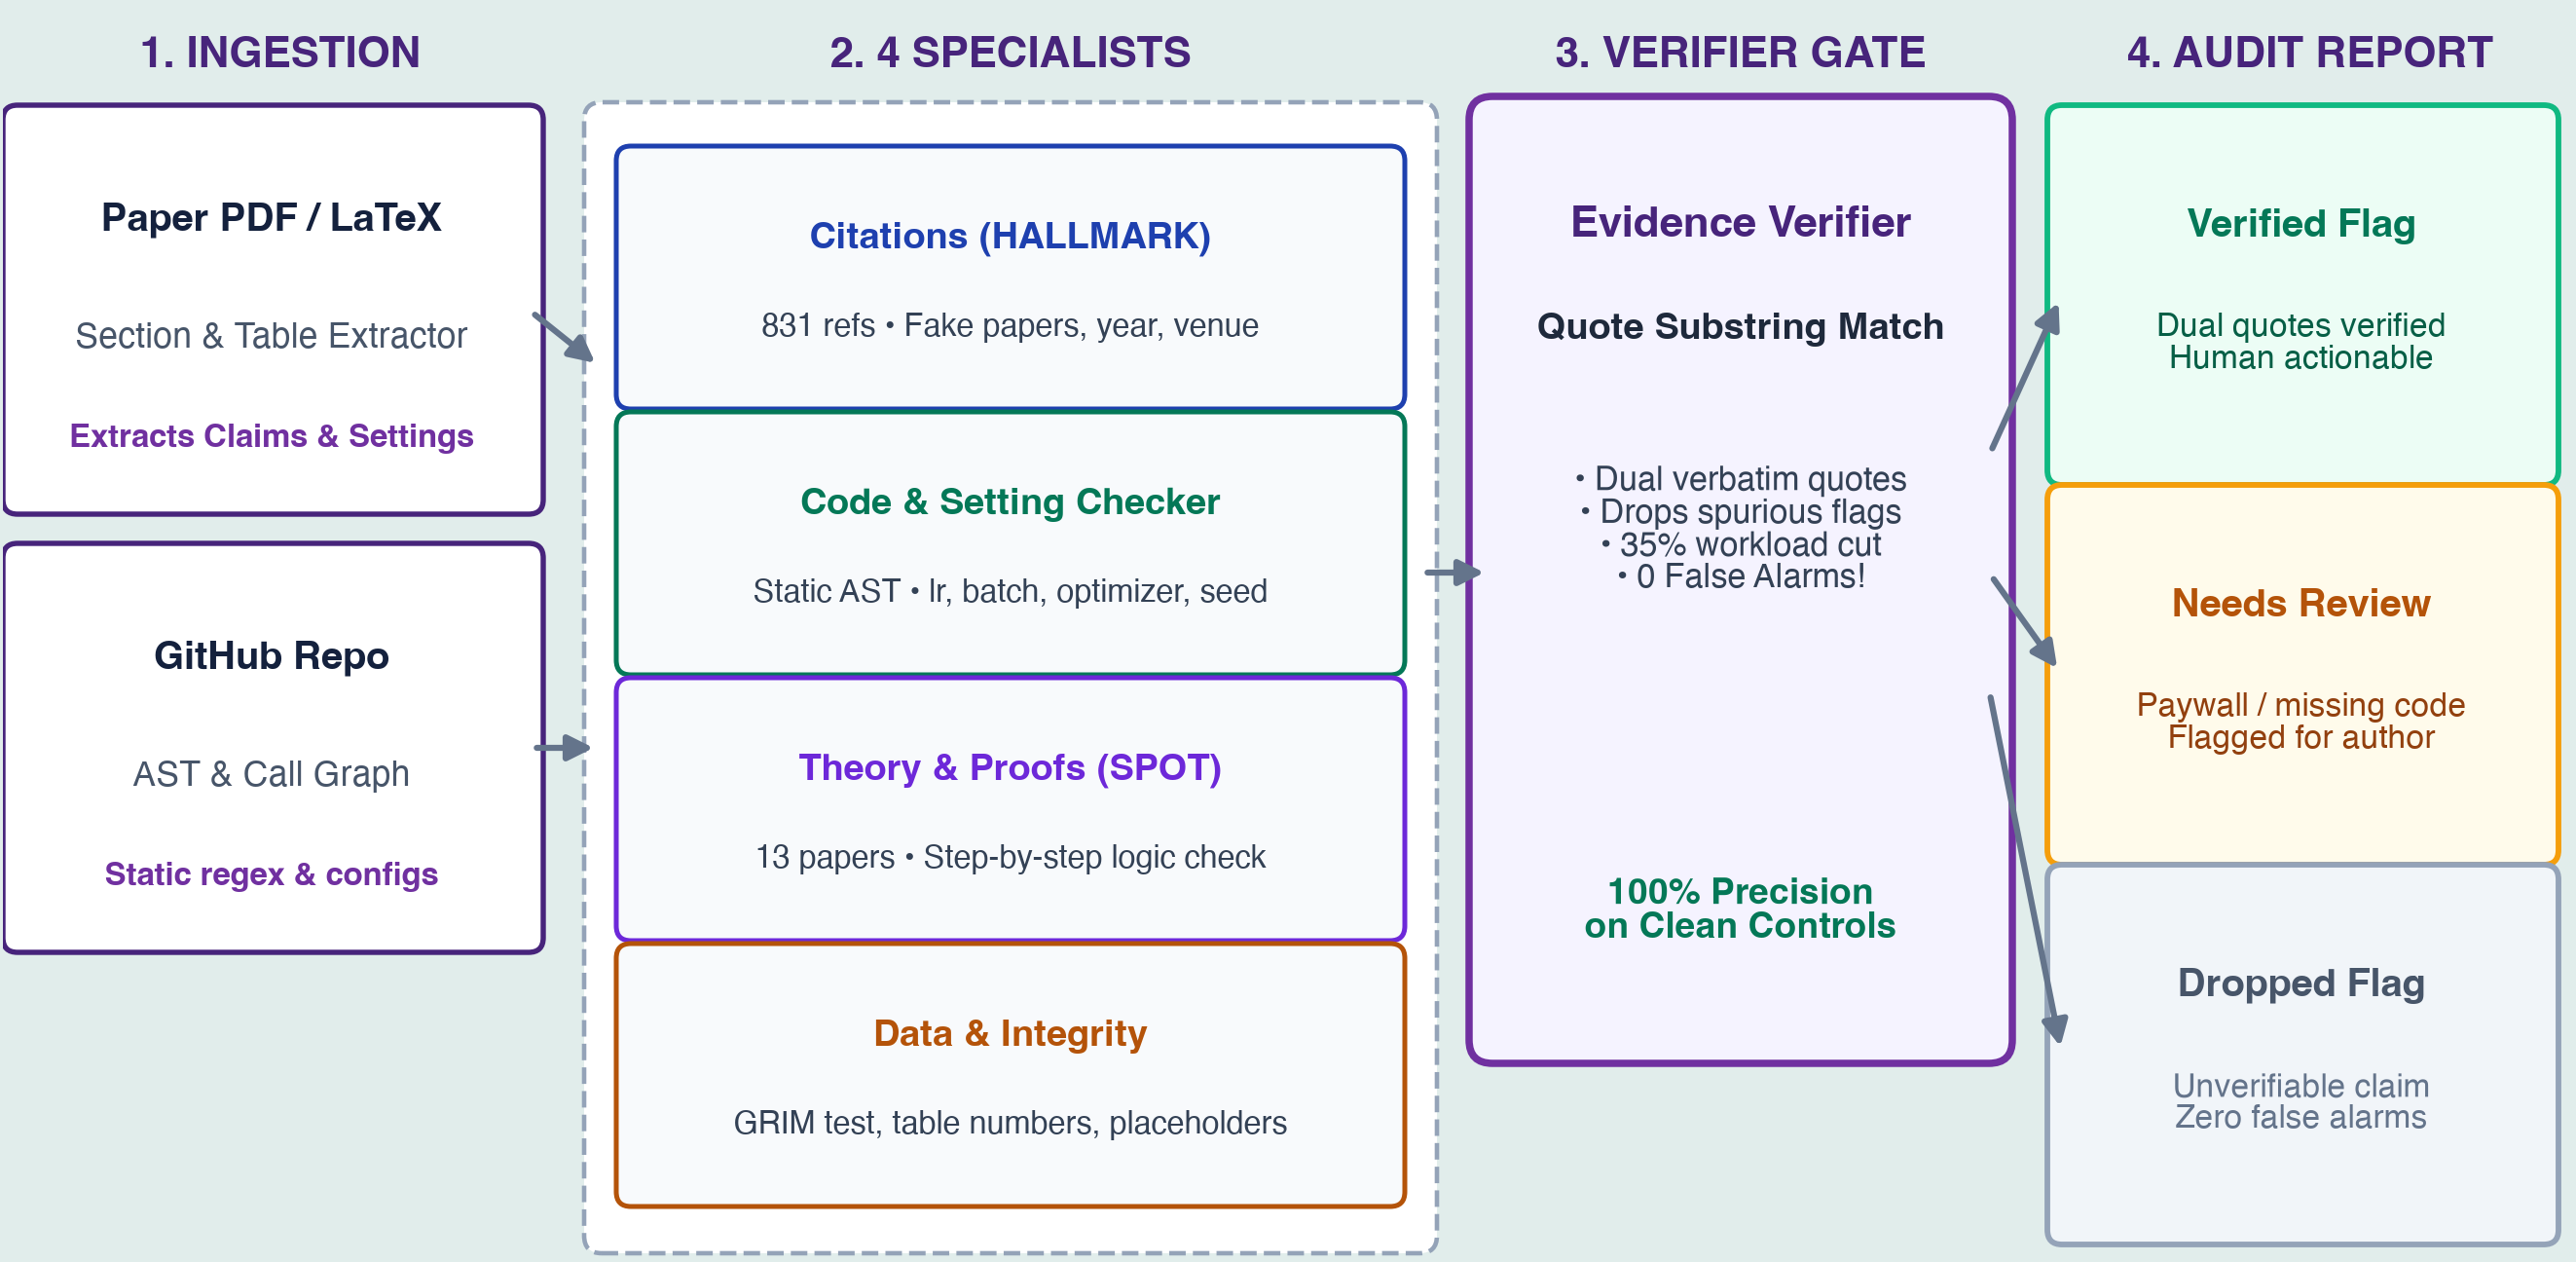 1. INGESTION
Paper PDF / LaTeX
Section & Table Extractor
Extracts Claims & Settings
GitHub Repo
AST & Call Graph
Static regex & configs
2. 4 SPECIALISTS
Citations (HALLMARK)
831 refs • Fake papers, year, venue
Code & Setting Checker
Static AST • lr, batch, optimizer, seed
Theory & Proofs (SPOT)
13 papers • Step-by-step logic check
Data & Integrity
GRIM test, table numbers, placeholders
3. VERIFIER GATE
Evidence Verifier
Quote Substring Match
• Dual verbatim quotes
• Drops spurious flags
• 35% workload cut
• 0 False Alarms!
100% Precision
on Clean Controls
4. AUDIT REPORT
Verified Flag
Dual quotes verified
Human actionable
Needs Review
Paywall / missing code
Flagged for author
Dropped Flag
Unverifiable claim
Zero false alarms